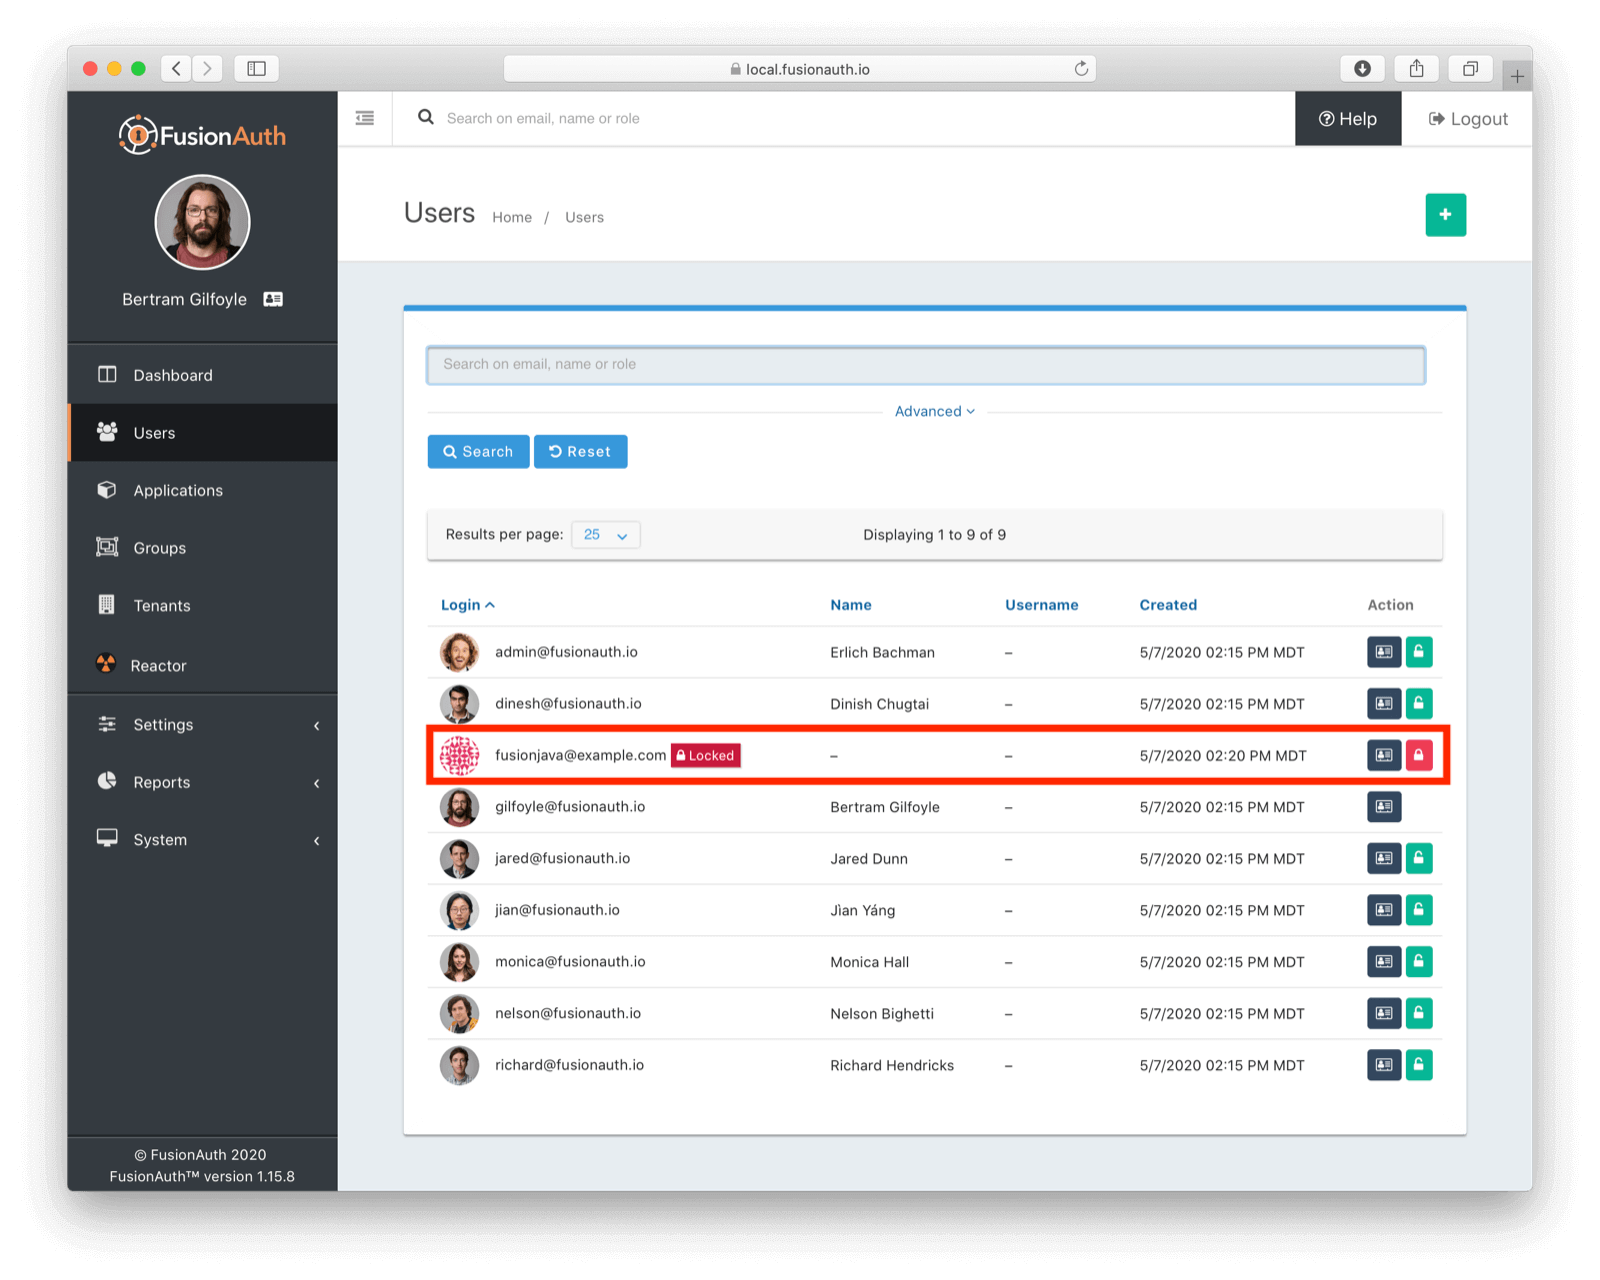 local.fusionauth.io
FusionAuth
Search on email, name or role
Help
Logout
Bertram Gilfoyle
Users Home / Users
+
Dashboard
Users
Applications
Groups
Tenants
Reactor
Settings
Reports
System
© FusionAuth 2020
FusionAuth™ version 1.15.8
Search on email, name or role
Advanced
Search Reset
Results per page: 25 Displaying 1 to 9 of 9
Login Name Username Created Action
admin@fusionauth.io Erlich Bachman – 5/7/2020 02:15 PM MDT
dinesh@fusionauth.io Dinish Chugtai – 5/7/2020 02:15 PM MDT
fusionjava@example.com Locked – – 5/7/2020 02:20 PM MDT
gilfoyle@fusionauth.io Bertram Gilfoyle – 5/7/2020 02:15 PM MDT
jared@fusionauth.io Jared Dunn – 5/7/2020 02:15 PM MDT
jian@fusionauth.io Jìan Yáng – 5/7/2020 02:15 PM MDT
monica@fusionauth.io Monica Hall – 5/7/2020 02:15 PM MDT
nelson@fusionauth.io Nelson Bighetti – 5/7/2020 02:15 PM MDT
richard@fusionauth.io Richard Hendricks – 5/7/2020 02:15 PM MDT